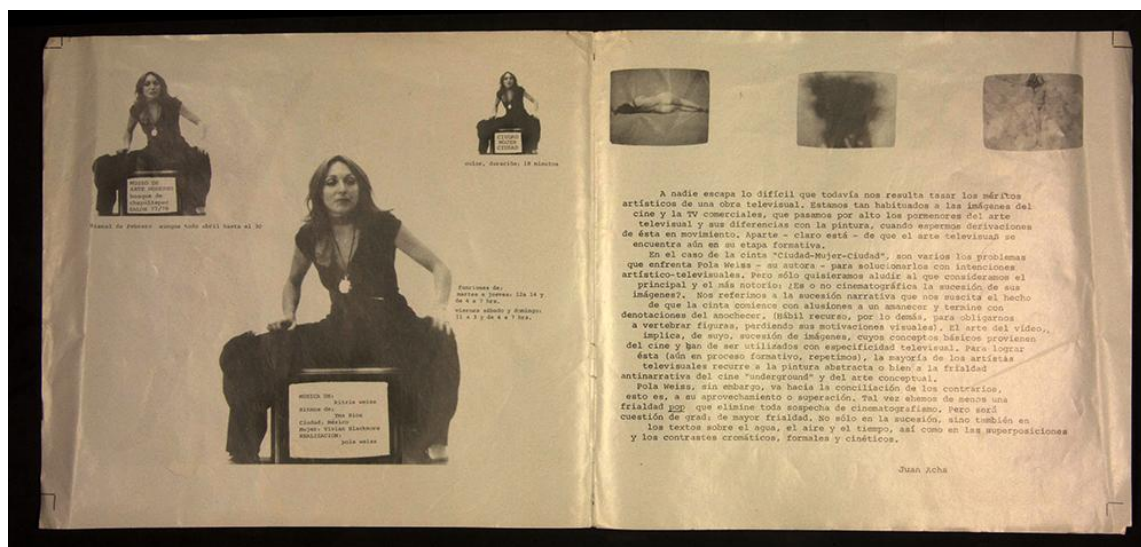 MUSEO DE
ARTE MODERNO
bosque de
chapultepec
bienal de febrero aunque todo abril hasta el 30
CIUDAD
MUJER
CIUDAD
color, duración: 18 minutos
funciones de:
martes a jueves: 12a 14 y
de 4 a 7 hrs.
viernes sábado y domingo:
11 a 3 y de 4 a 7 hrs.
MUSICA DE:
kitzia weiss
Ciudad: México
Mujer: Vivian Blackmore
REALIZACION:
pola weiss
A nadie escapa lo difícil que todavía nos resulta tasar los méritos
artísticos de una obra televisual. Estamos tan habituados a las imágenes del
cine y la TV comerciales, que pasamos por alto los pormenores del arte
televisual y sus diferencias con la pintura, cuando espermos derivaciones
de ésta en movimiento. Aparte - claro está - de que el arte televisual se
encuentra aún en su etapa formativa.
En el caso de la cinta "Ciudad-Mujer-Ciudad", son varios los problemas
que enfrenta Pola Weiss - su autora - para solucionarlos con intenciones
artístico-televisuales. Pero sólo quisieramos aludir al que consideramos el
principal y el más notorio: ¿Es o no cinematográfica la sucesión de sus
imágenes?. Nos referimos a la sucesión narrativa que nos suscita el hecho
de que la cinta comience con alusiones a un amanecer y termine con
denotaciones del anochecer. (Hábil recurso, por lo demás, para obligarnos
a vertebrar figuras, perdiendo sus motivaciones visuales). El arte del vídeo,
implica, de suyo, sucesión de imágenes, cuyos conceptos básicos provienen
del cine y han de ser utilizados con especificidad televisual. Para lograr
ésta (aún en proceso formativo, repetimos), la mayoría de los artistas
televisuales recurre a la pintura abstracta o bien a la frialdad
antinarrativa del cine "underground" y del arte conceptual.
Pola Weiss, sin embargo, va hacia la conciliación de los contrarios,
esto es, a su aprovechamiento o superación. Tal vez ehemos de menos una
frialdad pop que elimine toda sospecha de cinematografismo. Pero será
cuestión de grad: de mayor frialdad. No sólo en la sucesión, sino también en
los textos sobre el agua, el aire y el tiempo, así como en las superposiciones
y los contrastes cromáticos, formales y cinéticos.
Juan Acha